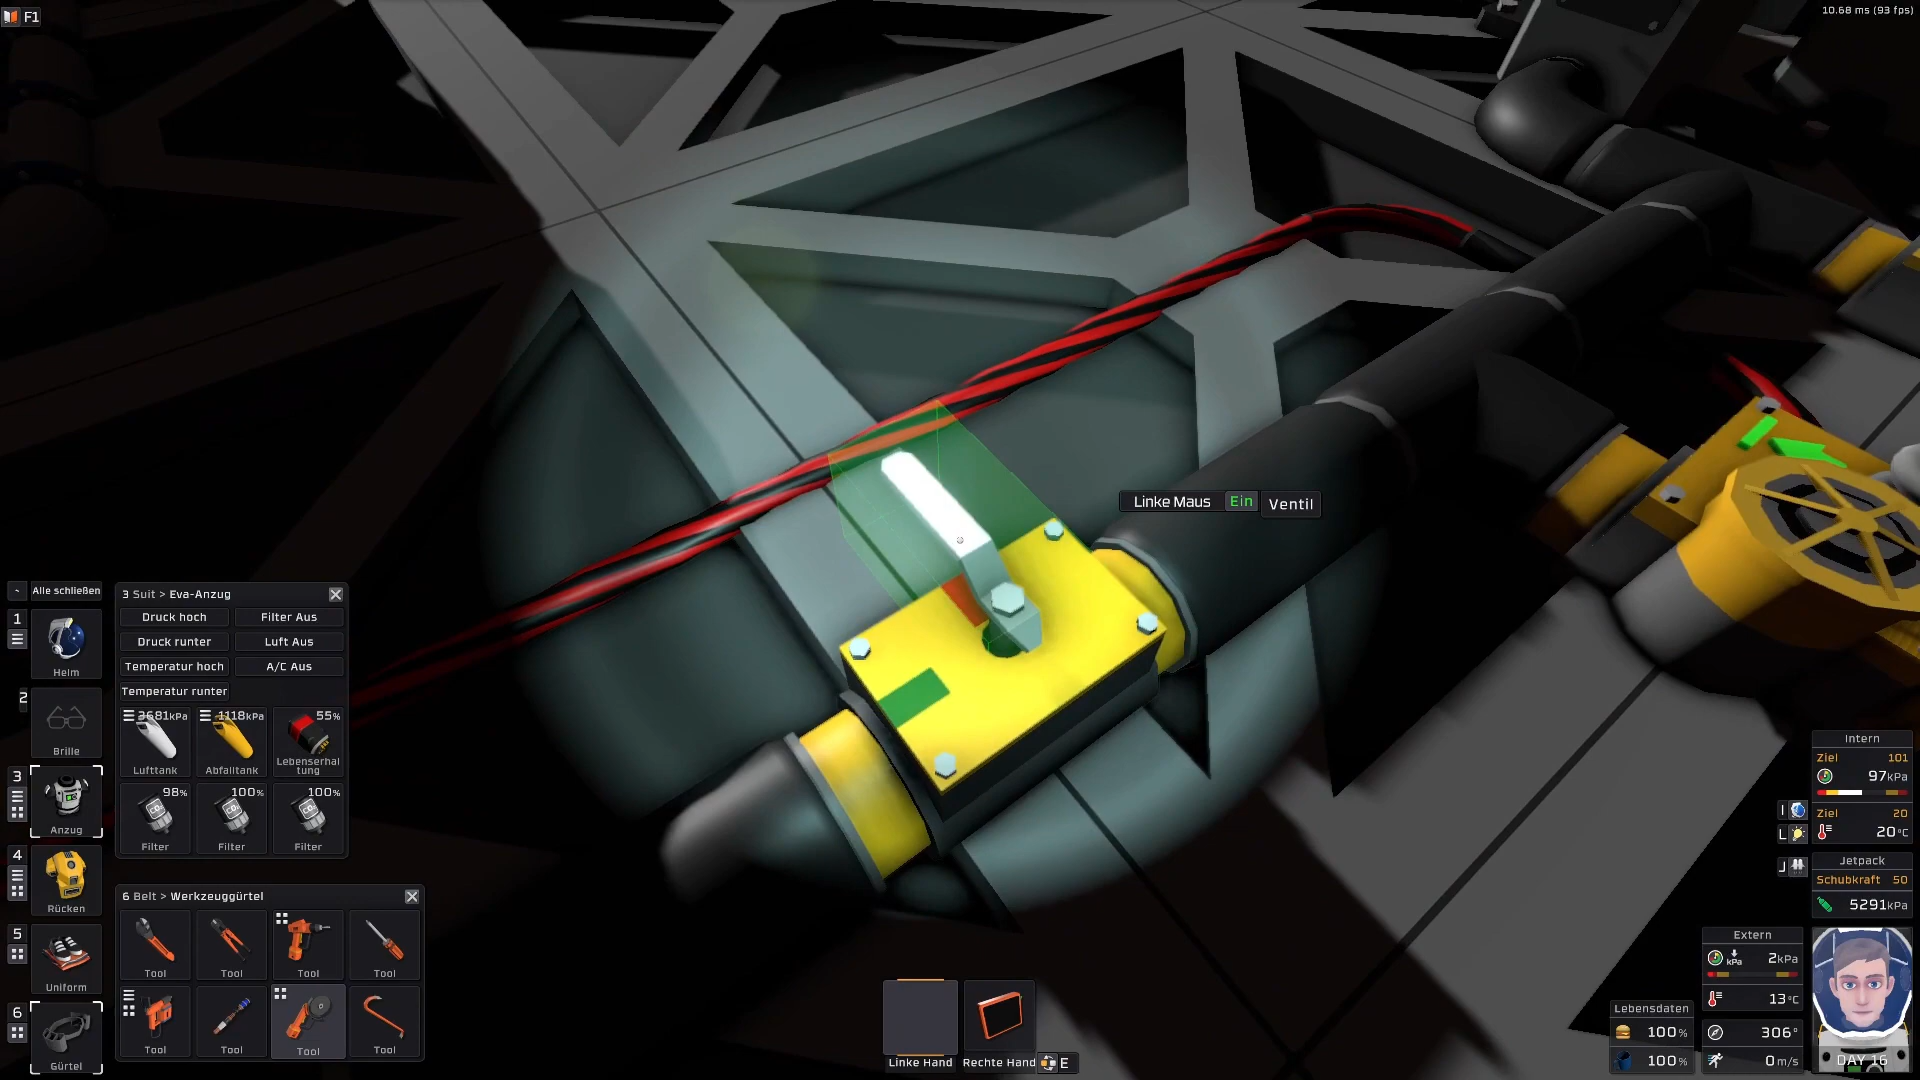 F1
10.68 ms (93 fps)
Linke Maus Ein Ventil
~ Alle schließen
1
Helm
2
Brille
3
Anzug
4
Rücken
5
Uniform
6
Gürtel
3 Suit > Eva-Anzug
Druck hoch Filter Aus
Druck runter Luft Aus
Temperatur hoch A/C Aus
Temperatur runter
3681kPa 1118kPa 55%
Lufttank Abfalltank Lebenserhal
tung
98% 100% 100%
Filter Filter Filter
6 Belt > Werkzeuggürtel
Tool Tool Tool Tool
Tool Tool Tool Tool
Linke Hand Rechte Hand E
Intern
Ziel 101
97kPa
Ziel 20
20°C
I
L
J
Jetpack
Schubkraft 50
5291kPa
Extern
kPa 2kPa
13°C
306°
0m/s
Lebensdaten
100%
100%
DAY 16